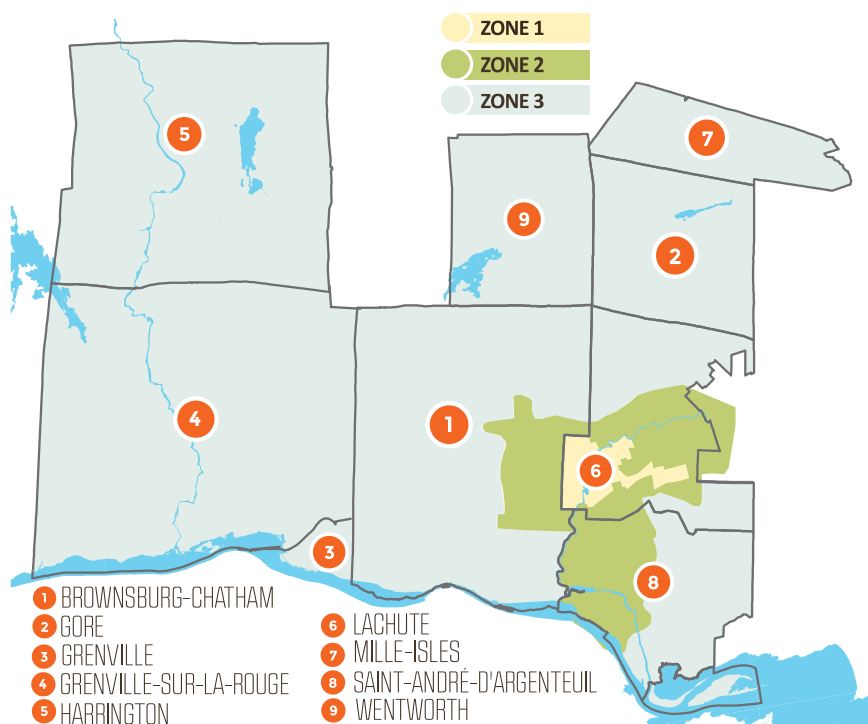 ZONE 1
ZONE 2
ZONE 3
5
7
9
2
1
4
6
3
8
1 BROWNSBURG-CHATHAM
2 GORE
3 GRENVILLE
4 GRENVILLE-SUR-LA-ROUGE
5 HARRINGTON
6 LACHUTE
7 MILLE-ISLES
8 SAINT-ANDRÉ-D'ARGENTEUIL
9 WENTWORTH